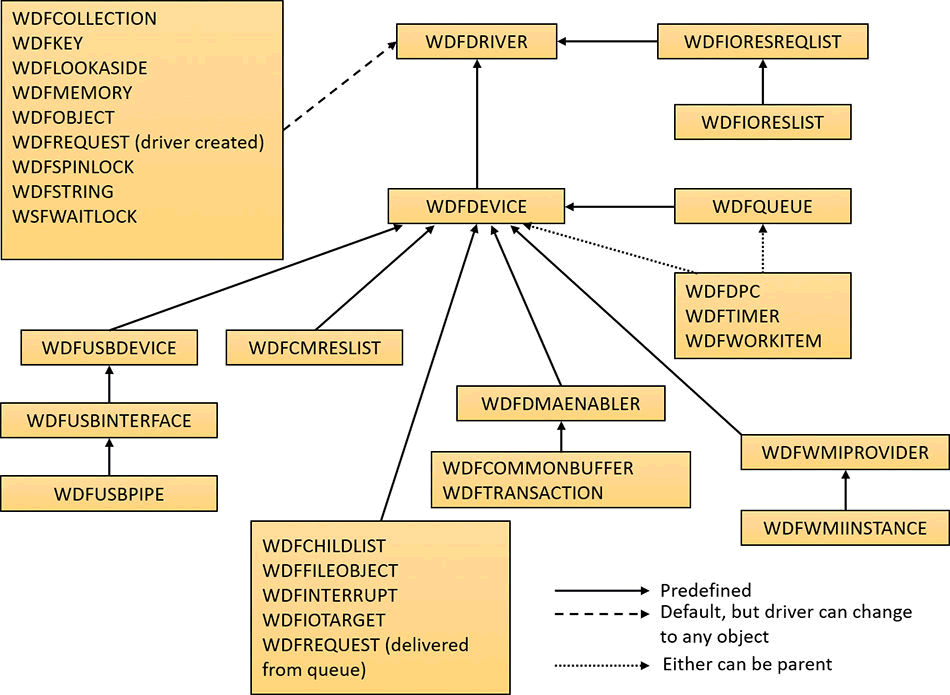 WDFCOLLECTION
WDFKEY
WDFLOOKASIDE
WDFMEMORY
WDFOBJECT
WDFREQUEST (driver created)
WDFSPINLOCK
WDFSTRING
WSFWAITLOCK
WDFDRIVER
WDFIORESREQLIST
WDFIORESLIST
WDFDEVICE
WDFQUEUE
WDFDPC
WDFTIMER
WDFWORKITEM
WDFUSBDEVICE
WDFCMRESLIST
WDFUSBINTERFACE
WDFUSBPIPE
WDFDMAENABLER
WDFCOMMONBUFFER
WDFTRANSACTION
WDFWMIPROVIDER
WDFWMIINSTANCE
WDFCHILDLIST
WDFFILEOBJECT
WDFINTERRUPT
WDFIOTARGET
WDFREQUEST (delivered
from queue)
Predefined
Default, but driver can change
to any object
Either can be parent